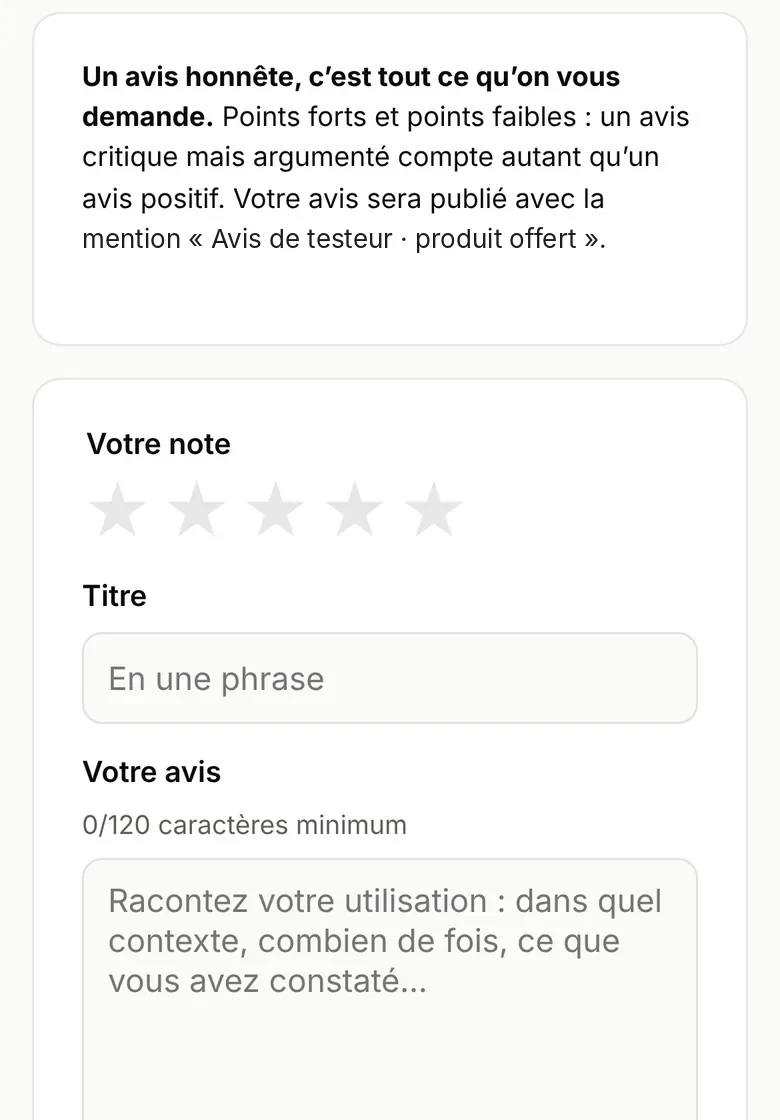 Un avis honnête, c’est tout ce qu’on vous
demande. Points forts et points faibles : un avis
critique mais argumenté compte autant qu’un
avis positif. Votre avis sera publié avec la
mention « Avis de testeur · produit offert ».
Votre note
Titre
En une phrase
Votre avis
0/120 caractères minimum
Racontez votre utilisation : dans quel
contexte, combien de fois, ce que
vous avez constaté...